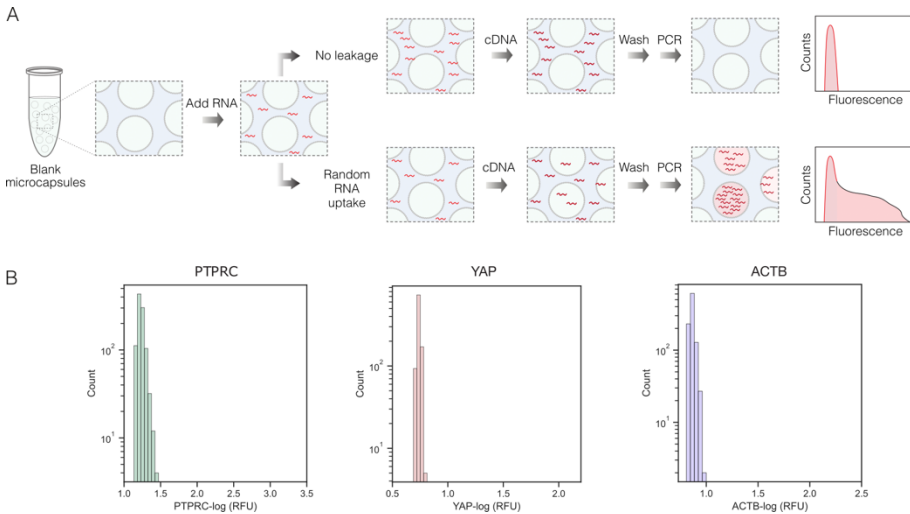 A
Blank
microcapsules
Add RNA
No leakage
cDNA
Wash
PCR
Counts
Fluorescence
Random
RNA
uptake
cDNA
Wash
PCR
Counts
Fluorescence
B
PTPRC
Count
10²
10¹
1.0 1.5 2.0 2.5 3.0 3.5
PTPRC-log (RFU)
YAP
Count
10²
10¹
0.5 1.0 1.5 2.0
YAP-log (RFU)
ACTB
Count
10²
10¹
1.0 1.5 2.0 2.5
ACTB-log (RFU)